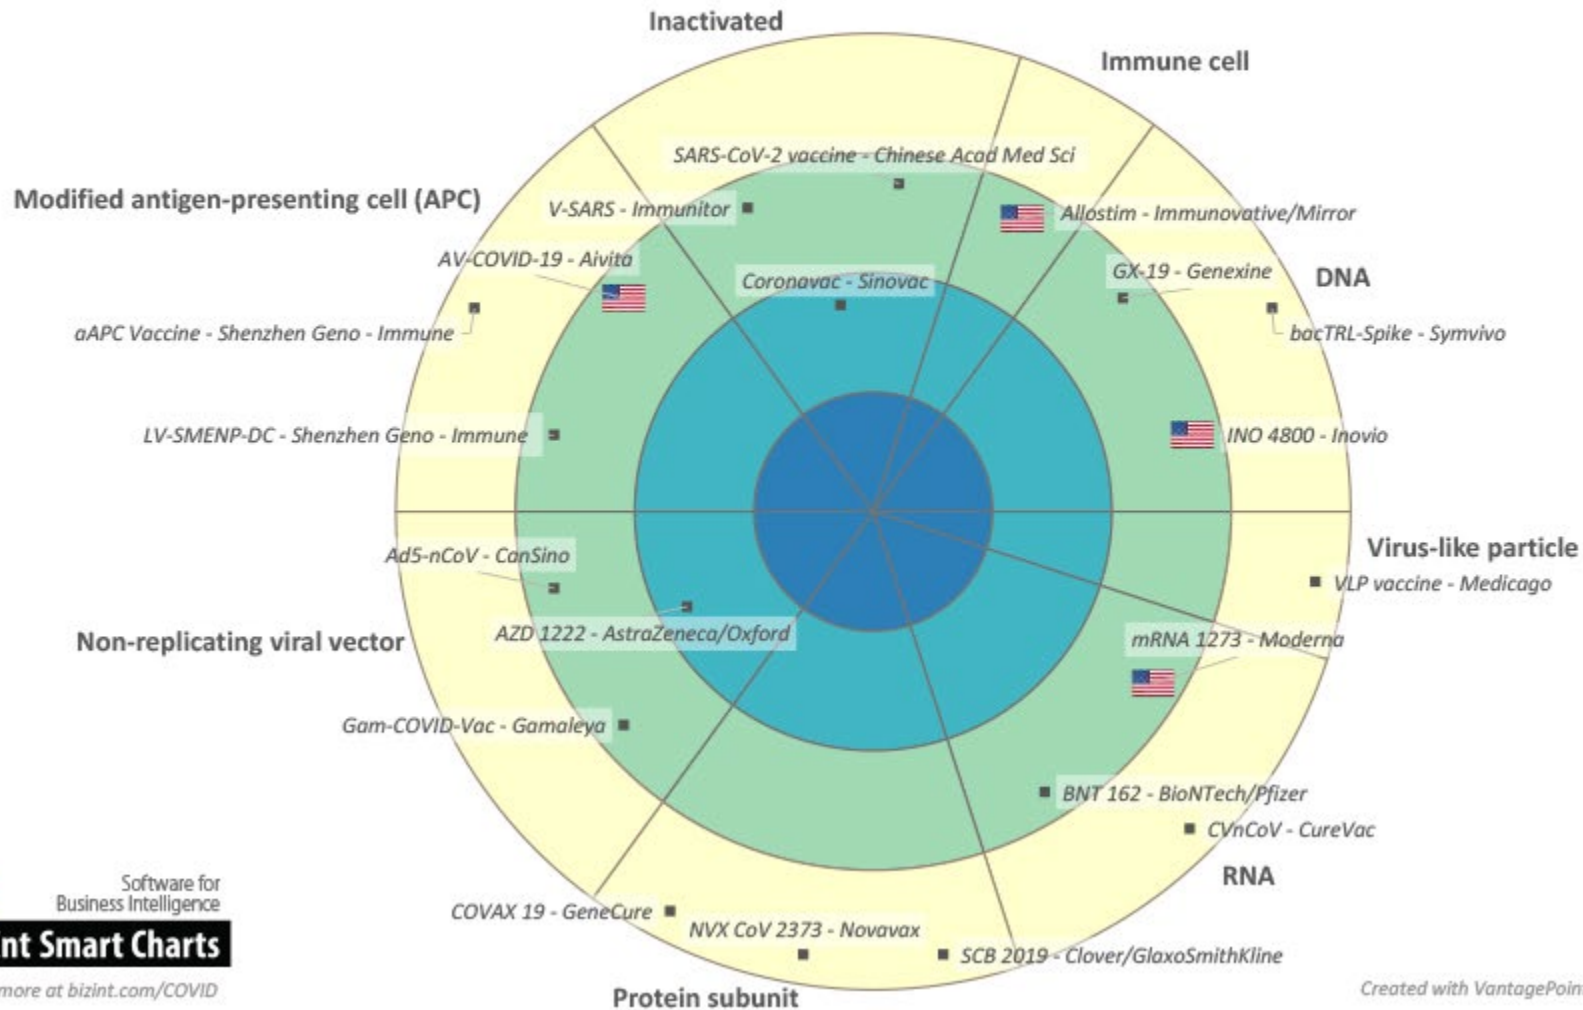 Inactivated
Immune cell
SARS-CoV-2 vaccine - Chinese Acad Med Sci
Modified antigen-presenting cell (APC)
V-SARS - Immunitor
Allostim - Immunovative/Mirror
AV-COVID-19 - Aivita
GX-19 - Genexine
DNA
Coronavac - Sinovac
aAPC Vaccine - Shenzhen Geno - Immune
bacTRL-Spike - Symvivo
LV-SMENP-DC - Shenzhen Geno - Immune
INO 4800 - Inovio
Ad5-nCoV - CanSino
Virus-like particle
VLP vaccine - Medicago
AZD 1222 - AstraZeneca/Oxford
Non-replicating viral vector
mRNA 1273 - Moderna
Gam-COVID-Vac - Gamaleya
BNT 162 - BioNTech/Pfizer
CVnCoV - CureVac
RNA
Software for
Business Intelligence
COVAX 19 - GeneCure
NVX CoV 2373 - Novavax
nt Smart Charts
SCB 2019 - Clover/GlaxoSmithKline
more at bizint.com/COVID
Protein subunit
Created with VantagePoin